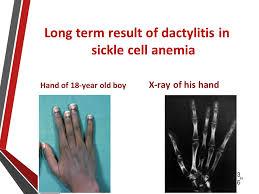 Long term result of dactylitis in
sickle cell anemia
Hand of 18-year old boy
X-ray of his hand